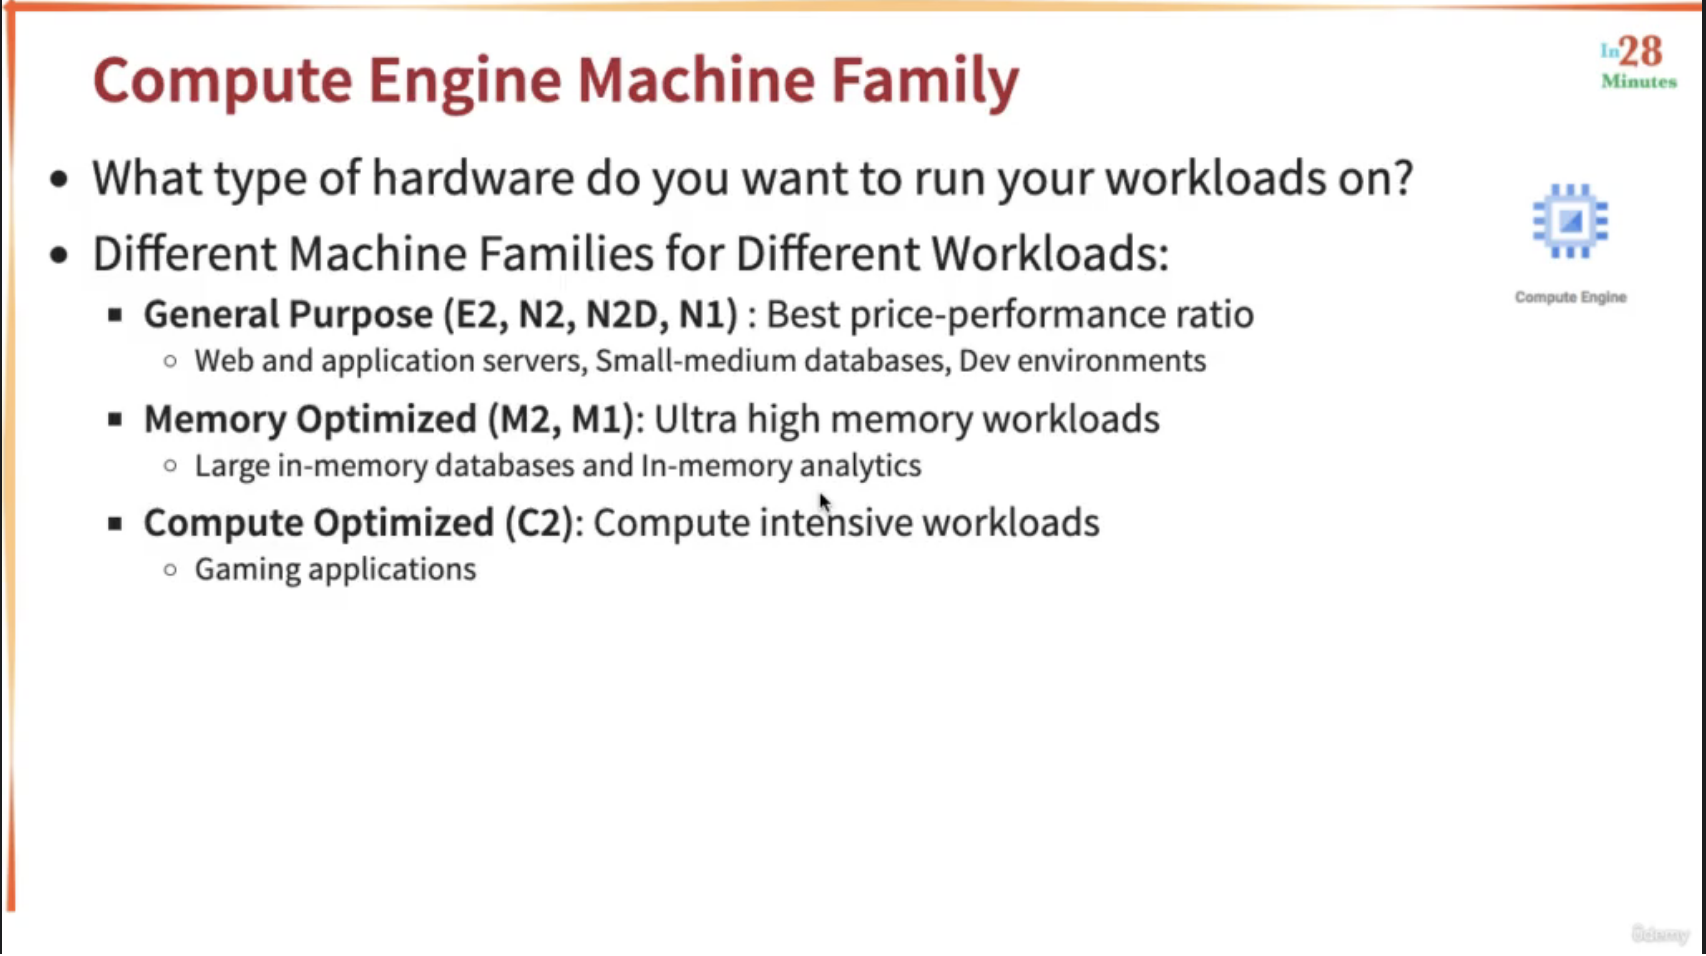 Compute Engine Machine Family
In28
Minutes
• What type of hardware do you want to run your workloads on?
• Different Machine Families for Different Workloads:
Compute Engine
▪ General Purpose (E2, N2, N2D, N1) : Best price-performance ratio
○ Web and application servers, Small-medium databases, Dev environments
▪ Memory Optimized (M2, M1): Ultra high memory workloads
○ Large in-memory databases and In-memory analytics
▪ Compute Optimized (C2): Compute intensive workloads
○ Gaming applications
Udemy